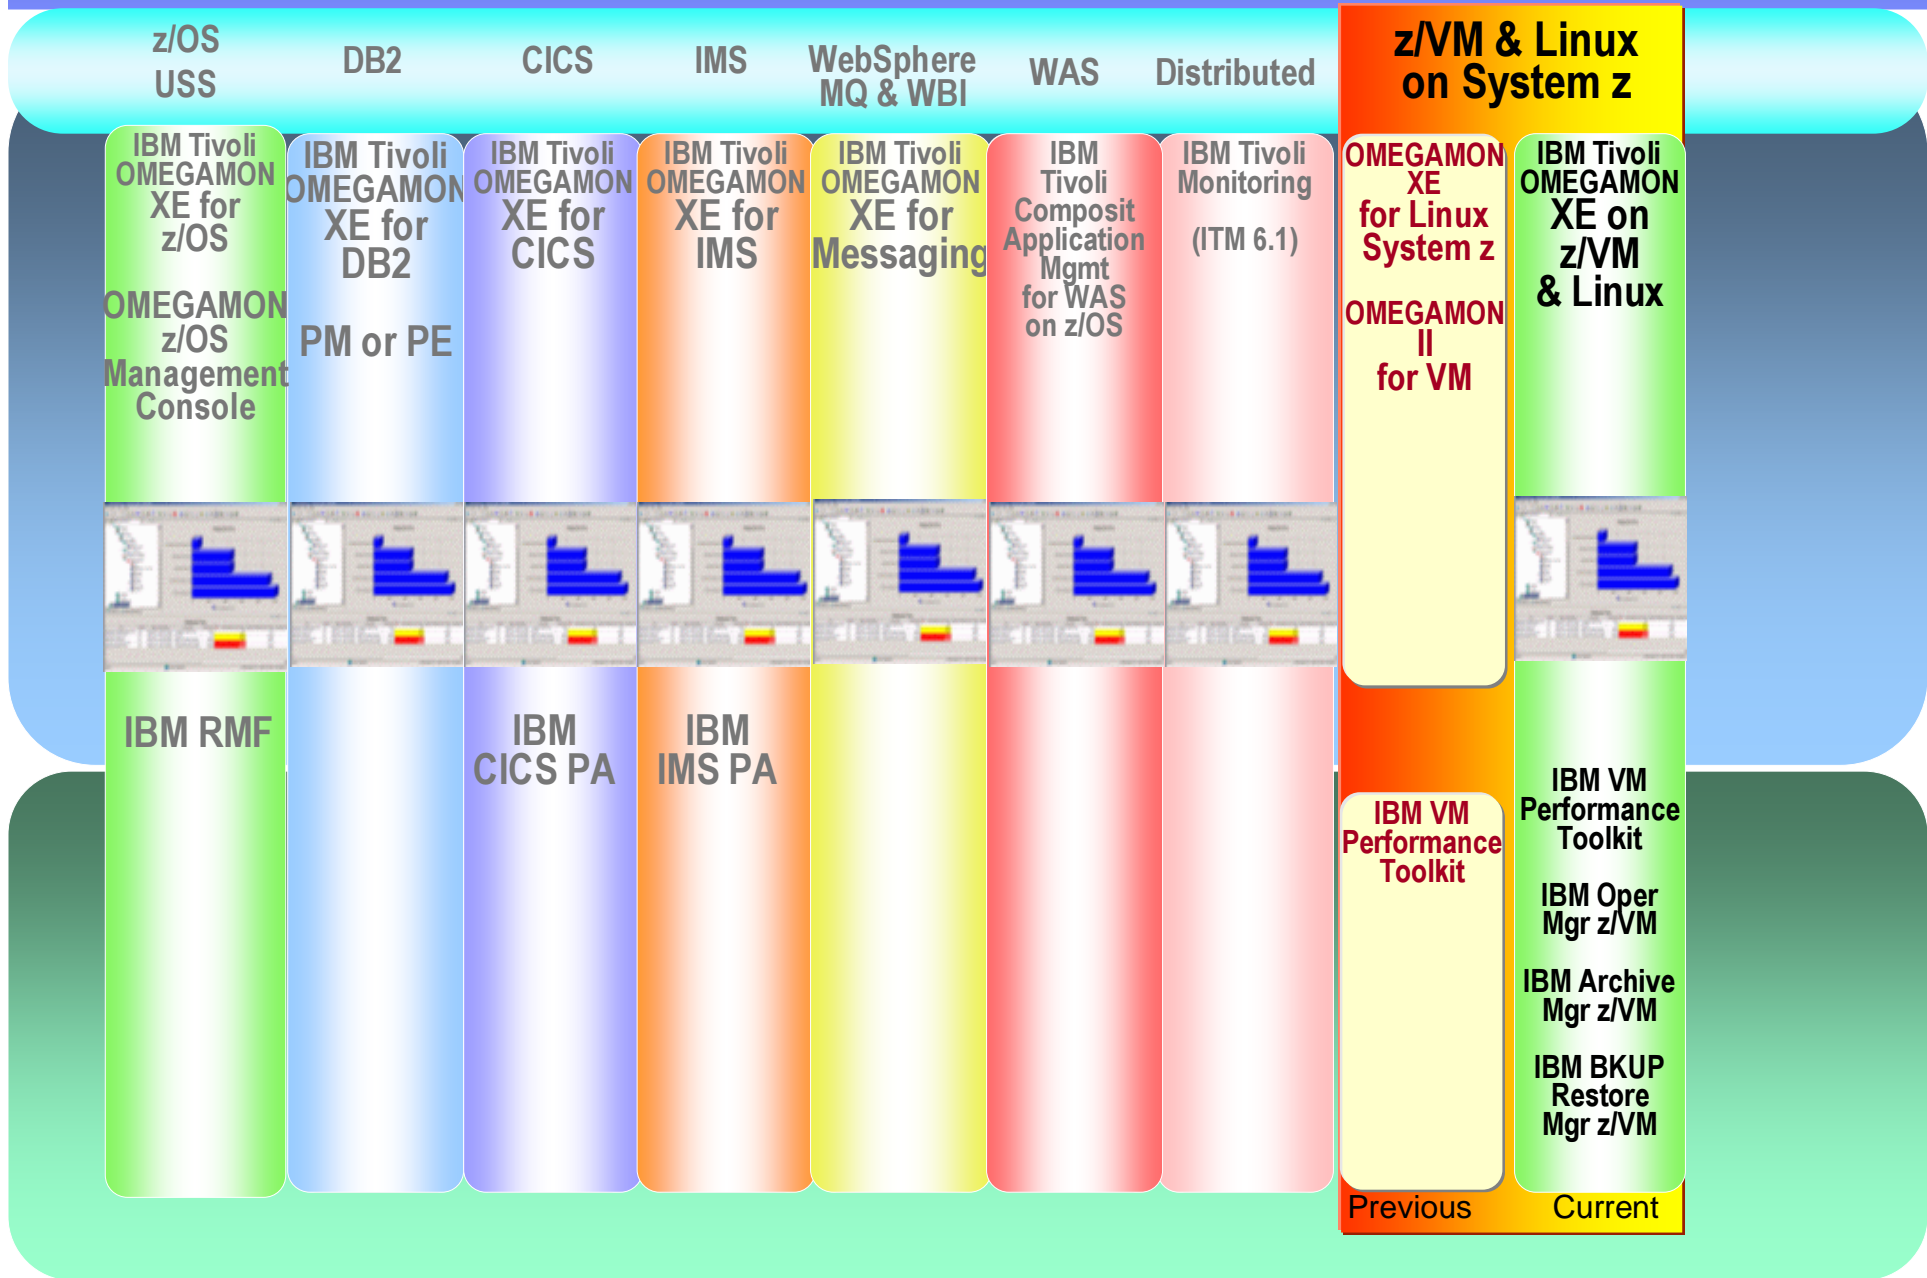 z/OS
USS
DB2
CICS
IMS
WebSphere
MQ & WBI
WAS
Distributed
z/VM & Linux
on System z
IBM Tivoli
OMEGAMON
XE for
z/OS
OMEGAMON
z/OS
Management
Console
IBM Tivoli
OMEGAMON
XE for
DB2
PM or PE
IBM Tivoli
OMEGAMON
XE for
CICS
IBM Tivoli
OMEGAMON
XE for
IMS
IBM Tivoli
OMEGAMON
XE for
Messaging
IBM
Tivoli
Composit
Application
Mgmt
for WAS
on z/OS
IBM Tivoli
Monitoring
(ITM 6.1)
OMEGAMON
XE
for Linux
System z
OMEGAMON
II
for VM
IBM Tivoli
OMEGAMON
XE on
z/VM
& Linux
IBM RMF
IBM
CICS PA
IBM
IMS PA
IBM VM
Performance
Toolkit
IBM VM
Performance
Toolkit
IBM Oper
Mgr z/VM
IBM Archive
Mgr z/VM
IBM BKUP
Restore
Mgr z/VM
Previous
Current